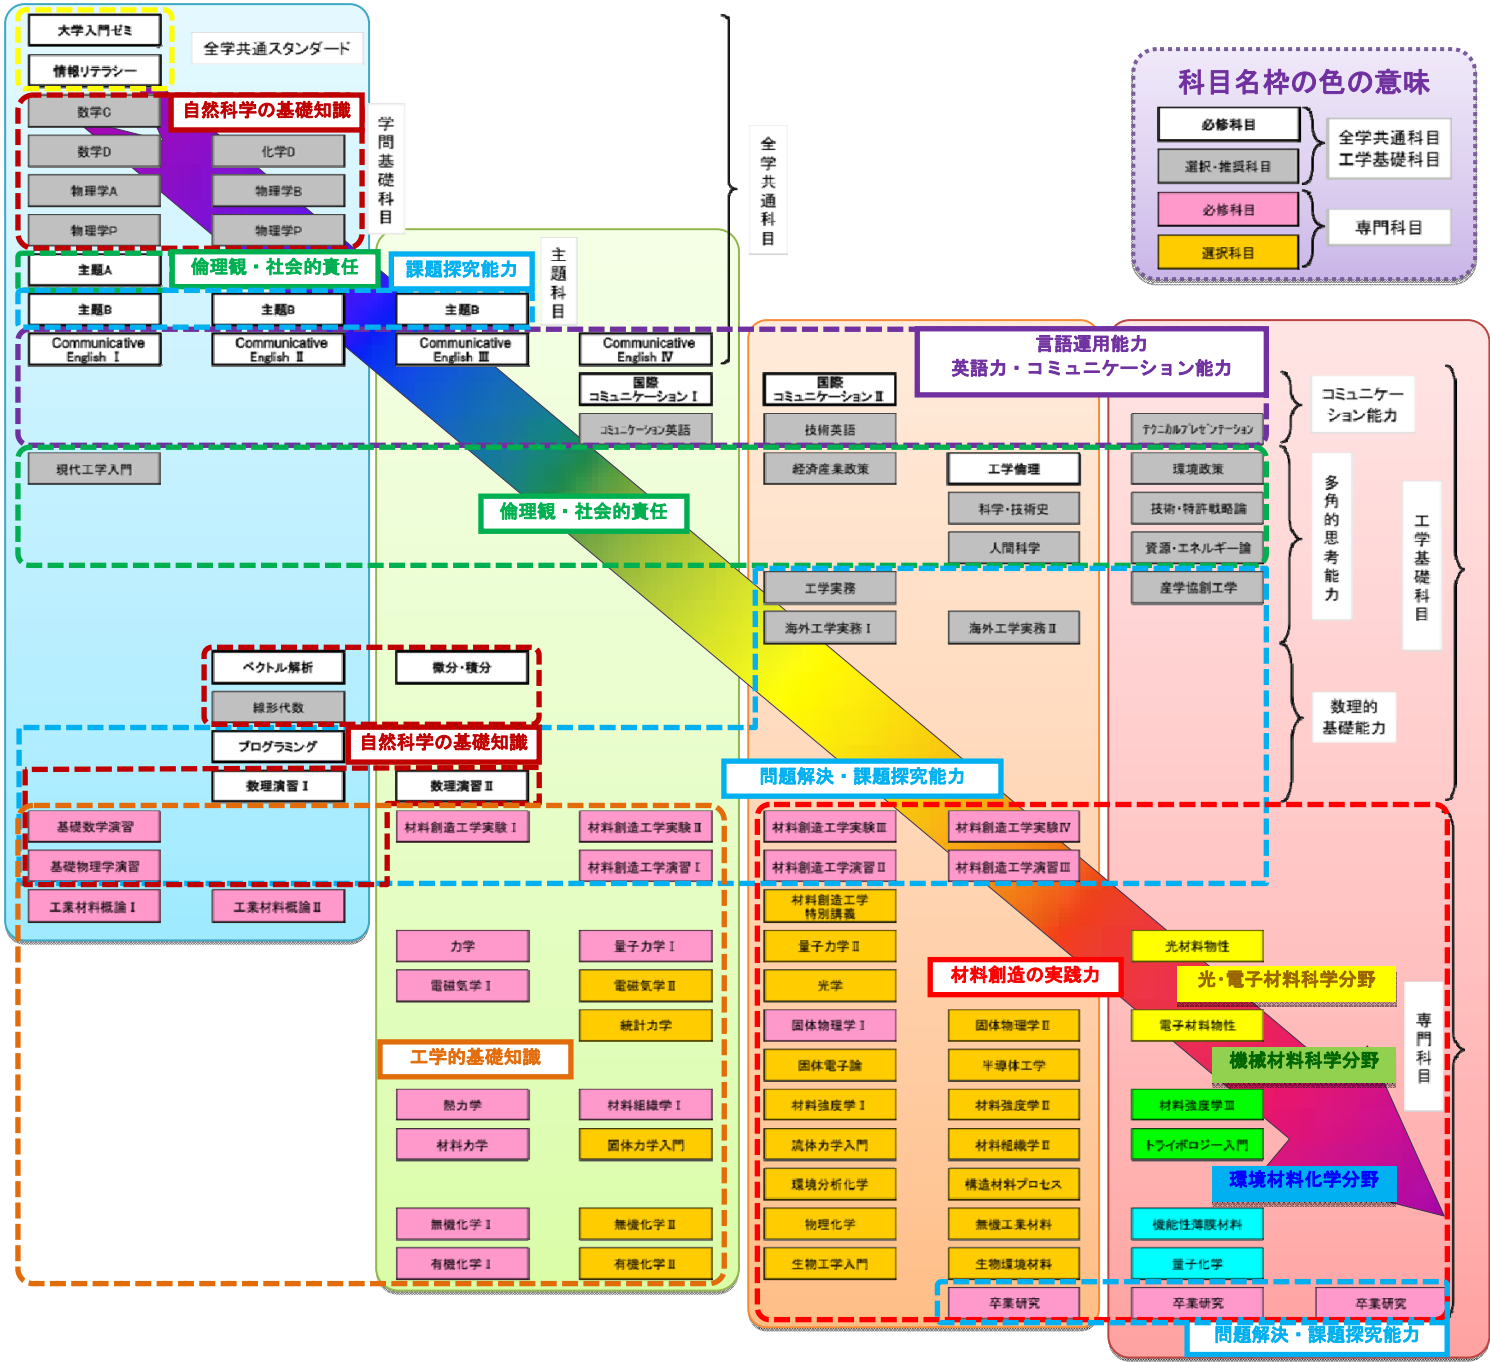 大学入門ゼミ
全学共通スタンダード
情報リテラシー
科目名枠の色の意味
必修科目
選択・推奨科目
全学共通科目
工学基礎科目
必修科目
選択科目
専門科目
数学C
自然科学の基礎知識
学問基礎科目
数学D
化学D
物理学A
物理学B
物理学P
物理学P
全学共通科目
主題A
倫理観・社会的責任
課題探究能力
主題科目
主題B
主題B
主題B
Communicative
English Ⅰ
Communicative
English Ⅱ
Communicative
English Ⅲ
Communicative
English Ⅳ
言語運用能力
英語力・コミュニケーション能力
国際
コミュニケーションⅠ
国際
コミュニケーションⅡ
コミュニケーション英語
技術英語
テクニカルプレゼンテーション
コミュニケー
ション能力
現代工学入門
経済産業政策
工学倫理
環境政策
倫理観・社会的責任
科学・技術史
技術・特許戦略論
人間科学
資源・エネルギー論
多角的思考能力
工学基礎科目
工学実務
産学協創工学
海外工学実務Ⅰ
海外工学実務Ⅱ
ベクトル解析
微分・積分
線形代数
数理的
基礎能力
プログラミング
自然科学の基礎知識
数理演習Ⅰ
数理演習Ⅱ
問題解決・課題探究能力
基礎数学演習
材料創造工学実験Ⅰ
材料創造工学実験Ⅱ
材料創造工学実験Ⅲ
材料創造工学実験Ⅳ
基礎物理学演習
材料創造工学演習Ⅰ
材料創造工学演習Ⅱ
材料創造工学演習Ⅲ
工業材料概論Ⅰ
工業材料概論Ⅱ
材料創造工学
特別講義
力学
量子力学Ⅰ
量子力学Ⅱ
光材料物性
材料創造の実践力
光・電子材料科学分野
電磁気学Ⅰ
電磁気学Ⅱ
光学
統計力学
固体物理学Ⅰ
固体物理学Ⅱ
電子材料物性
専門科目
工学的基礎知識
固体電子論
半導体工学
機械材料科学分野
熱力学
材料組織学Ⅰ
材料強度学Ⅰ
材料強度学Ⅱ
材料強度学Ⅲ
材料力学
固体力学入門
流体力学入門
材料組織学Ⅱ
トライボロジー入門
環境分析化学
構造材料プロセス
環境材料化学分野
無機化学Ⅰ
無機化学Ⅱ
物理化学
無機工業材料
機能性薄膜材料
有機化学Ⅰ
有機化学Ⅱ
生物工学入門
生物環境材料
量子化学
卒業研究
卒業研究
卒業研究
問題解決・課題探究能力